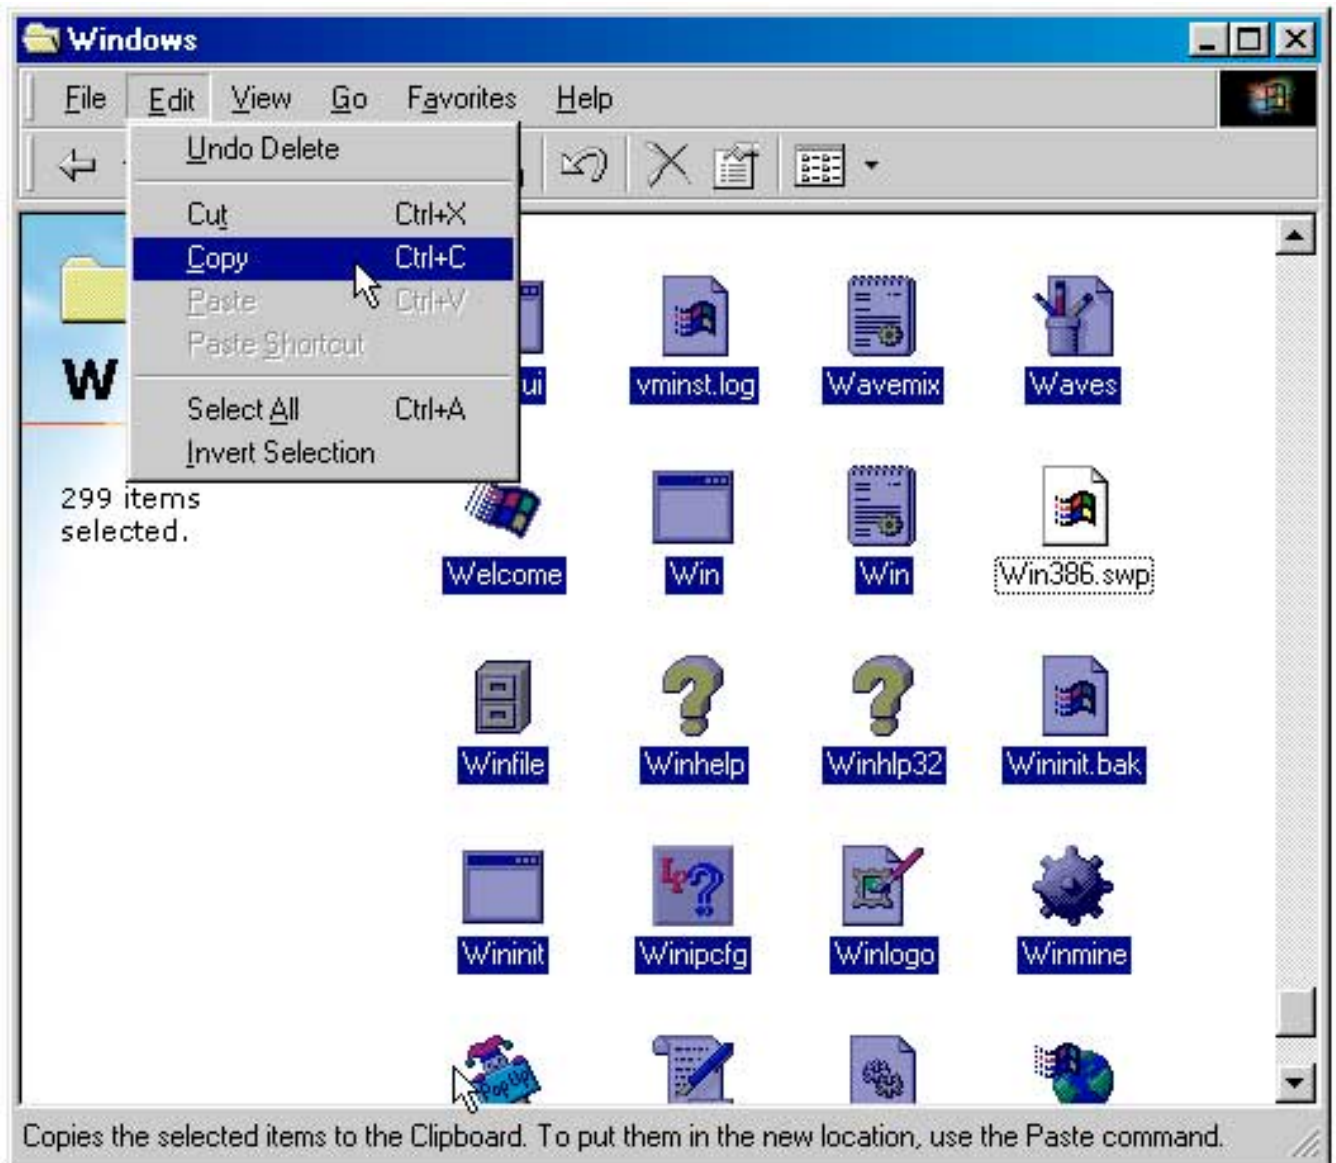 Windows
File Edit View Go Favorites Help
Undo Delete
Cut Ctrl+X
Copy Ctrl+C
Paste Ctrl+V
Paste Shortcut
Select All Ctrl+A
Invert Selection
W
299 items
selected.
ui vminst.log Wavemix Waves
Welcome Win Win Win386.swp
Winfile Winhelp Winhlp32 Wininit.bak
Wininit Winipcfg Winlogo Winmine
IP
PopUp
Copies the selected items to the Clipboard. To put them in the new location, use the Paste command.